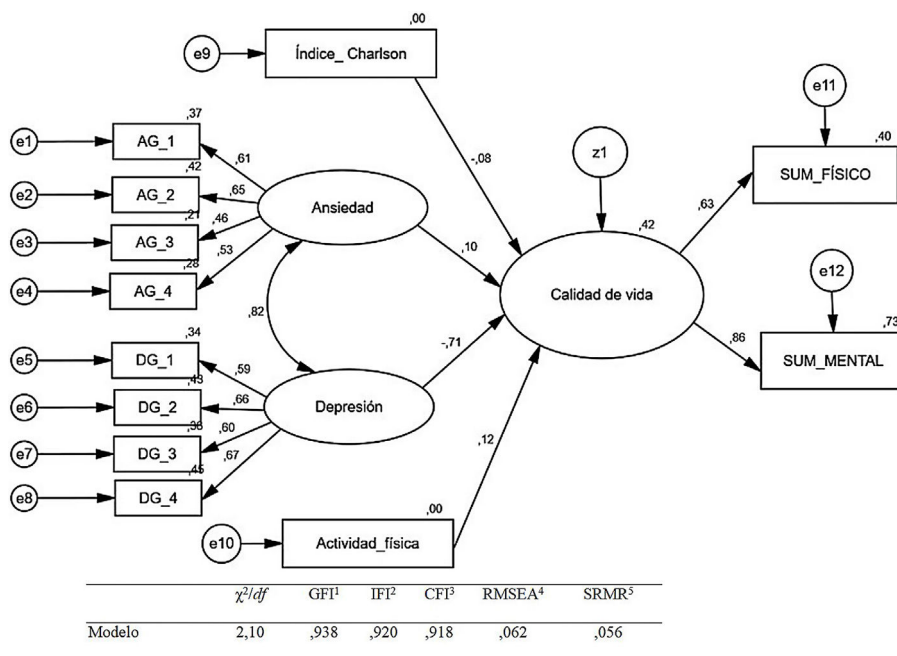 ,00
e9
Índice_ Charlson
e11
,37
e1
AG_1
,61
,40
SUM_FÍSICO
z1
-,08
,42
e2
AG_2
,65
Ansiedad
,63
,21
,46
e3
AG_3
,42
,10
,53
e12
,28
e4
AG_4
Calidad de vida
,82
,73
,86
SUM_MENTAL
,34
-,71
e5
DG_1
,59
,43
e6
DG_2
,66
Depresión
,60
e7
DG_3
,12
,67
,45
e8
DG_4
,00
e10
Actividad_física
χ²/df GFI¹ IFI² CFI³ RMSEA⁴ SRMR⁵
Modelo 2,10 ,938 ,920 ,918 ,062 ,056